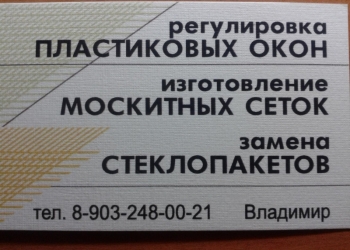 регулировка
ПЛАСТИКОВЫХ ОКОН
изготовление
МОСКИТНЫХ СЕТОК
замена
СТЕКЛОПАКЕТОВ
тел. 8-903-248-00-21 Владимир